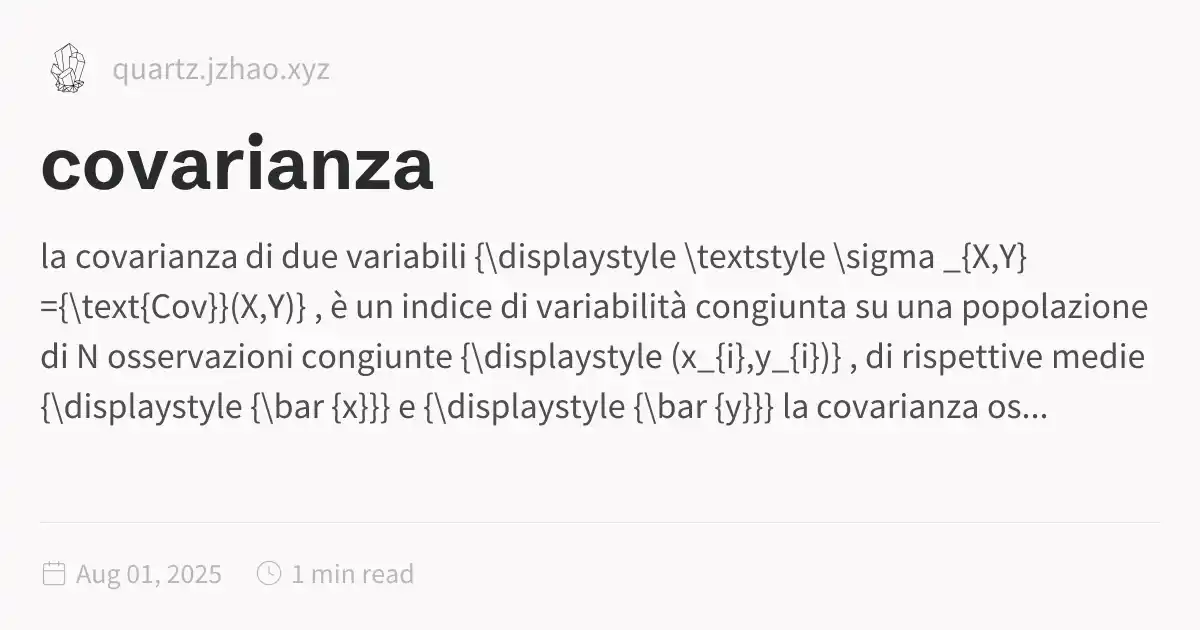 quartz.jzhao.xyz
covarianza
la covarianza di due variabili {\displaystyle \textstyle \sigma _{X,Y}
={\text{Cov}}(X,Y)} , è un indice di variabilità congiunta su una popolazione
di N osservazioni congiunte {\displaystyle (x_{i},y_{i})} , di rispettive medie
{\displaystyle {\bar {x}}} e {\displaystyle {\bar {y}}} la covarianza os...
Aug 01, 2025 1 min read